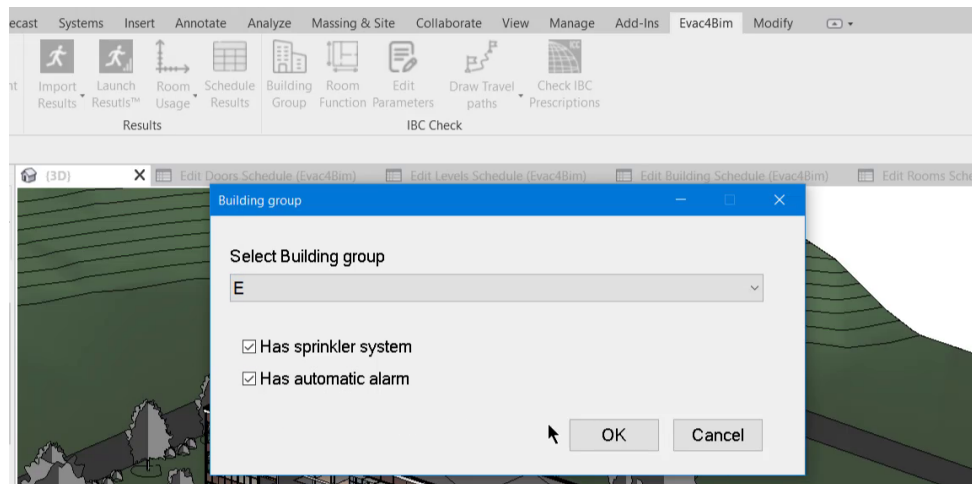 ecast Systems Insert Annotate Analyze Massing & Site Collaborate View Manage Add-Ins Evac4Bim Modify
nt Import Launch Room Schedule Building Room Edit Draw Travel Check IBC
Results Resutls™ Usage Results Group Function Parameters paths Prescriptions
Results IBC Check
(3D) Edit Doors Schedule (Evac4Bim) Edit Levels Schedule (Evac4Bim) Edit Building Schedule (Evac4Bim) Edit Rooms Sche
Building group
Select Building group
E
Has sprinkler system
Has automatic alarm
OK Cancel